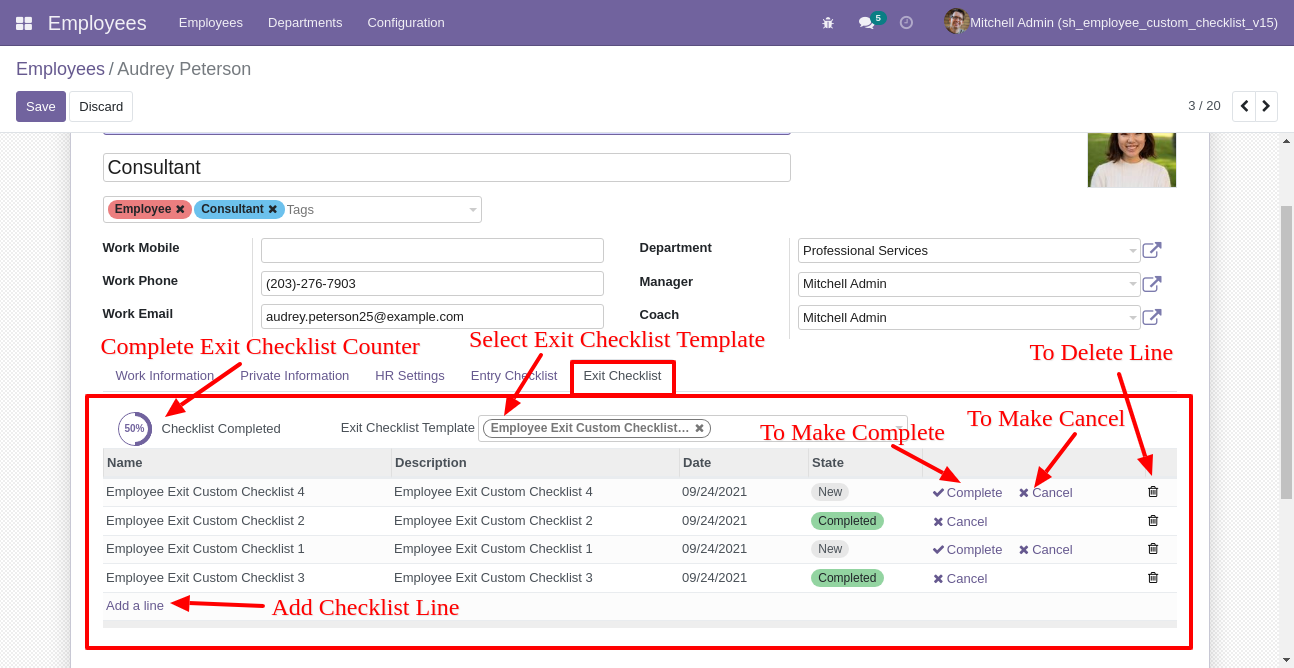 Employees Employees Departments Configuration 5 Mitchell Admin (sh_employee_custom_checklist_v15)
Employees / Audrey Peterson
Save Discard 3 / 20
Consultant
Employee Consultant Tags
Work Mobile Department Professional Services
Work Phone (203)-276-7903 Manager Mitchell Admin
Work Email audrey.peterson25@example.com Coach Mitchell Admin
Complete Exit Checklist Counter Select Exit Checklist Template To Delete Line
Work Information Private Information HR Settings Entry Checklist Exit Checklist
50% Checklist Completed Exit Checklist Template Employee Exit Custom Checklist...
To Make Complete To Make Cancel
Name Description Date State
Employee Exit Custom Checklist 4 Employee Exit Custom Checklist 4 09/24/2021 New Complete Cancel
Employee Exit Custom Checklist 2 Employee Exit Custom Checklist 2 09/24/2021 Completed Cancel
Employee Exit Custom Checklist 1 Employee Exit Custom Checklist 1 09/24/2021 New Complete Cancel
Employee Exit Custom Checklist 3 Employee Exit Custom Checklist 3 09/24/2021 Completed Cancel
Add a line Add Checklist Line